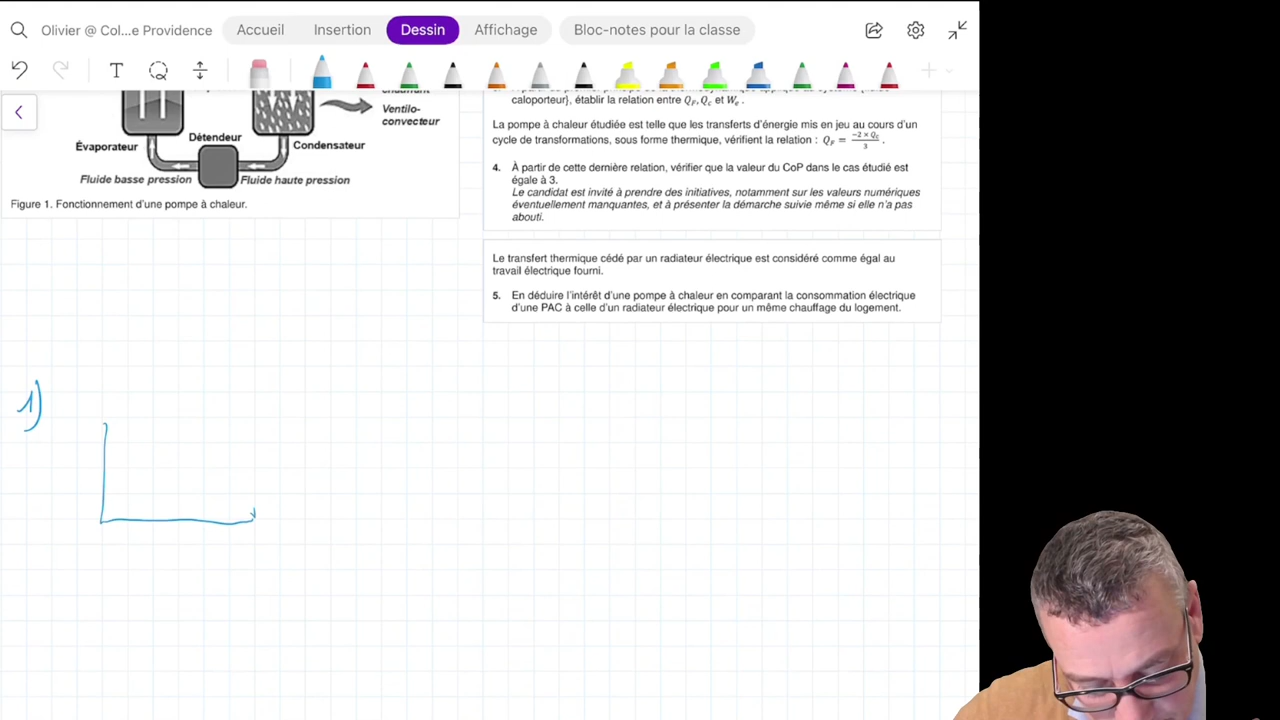 Olivier @ Col...e Providence
Accueil
Insertion
Dessin
Affichage
Bloc-notes pour la classe
Ventilo-
convecteur
Détendeur
Évaporateur
Condensateur
Fluide basse pression
Fluide haute pression
Figure 1. Fonctionnement d'une pompe à chaleur.
caloporteur}, établir la relation entre Q_F, Q_c et W_e .
La pompe à chaleur étudiée est telle que les transferts d'énergie mis en jeu au cours d'un
cycle de transformations, sous forme thermique, vérifient la relation : Q_F = −2 × Q_c / 3 .
4. À partir de cette dernière relation, vérifier que la valeur du CoP dans le cas étudié est
égale à 3.
Le candidat est invité à prendre des initiatives, notamment sur les valeurs numériques
éventuellement manquantes, et à présenter la démarche suivie même si elle n'a pas
abouti.
Le transfert thermique cédé par un radiateur électrique est considéré comme égal au
travail électrique fourni.
5. En déduire l'intérêt d'une pompe à chaleur en comparant la consommation électrique
d'une PAC à celle d'un radiateur électrique pour un même chauffage du logement.
1)